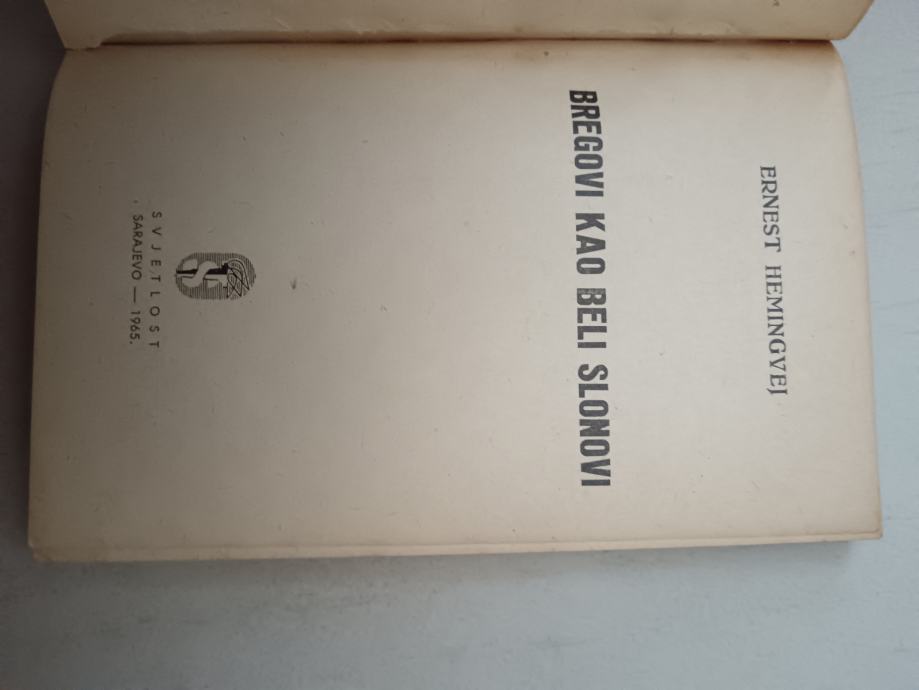 ERNEST HEMINGVEJ
BREGOVI KAO BELI SLONOVI
SVJETLOST
SARAJEVO — 1965.